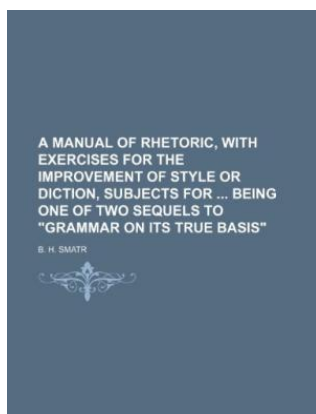 A MANUAL OF RHETORIC, WITH
EXERCISES FOR THE
IMPROVEMENT OF STYLE OR
DICTION, SUBJECTS FOR ... BEING
ONE OF TWO SEQUELS TO
"GRAMMAR ON ITS TRUE BASIS"
B. H. SMATR